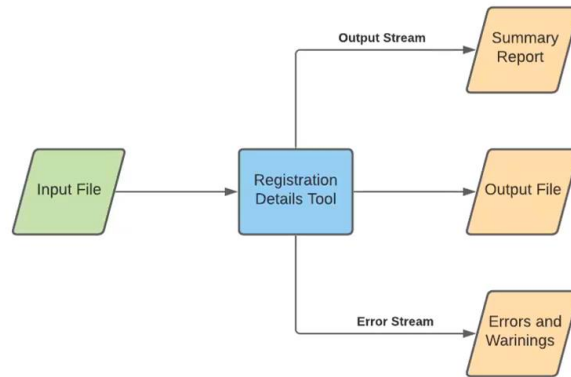 Output Stream
Summary
Report
Input File
Registration
Details Tool
Output File
Error Stream
Errors and
Warinings